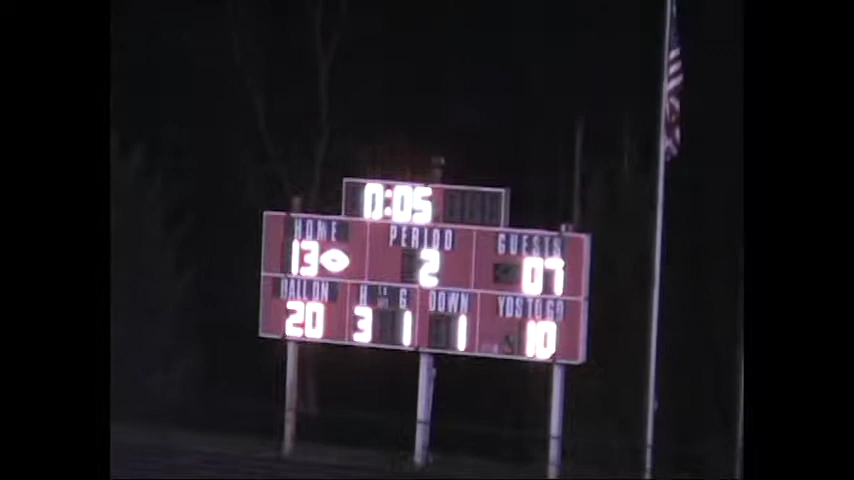 0:05
HOME PERIOD GUESTS
13 2 07
BALL ON H G DOWN YDS TO GO
20 3 1 1 10